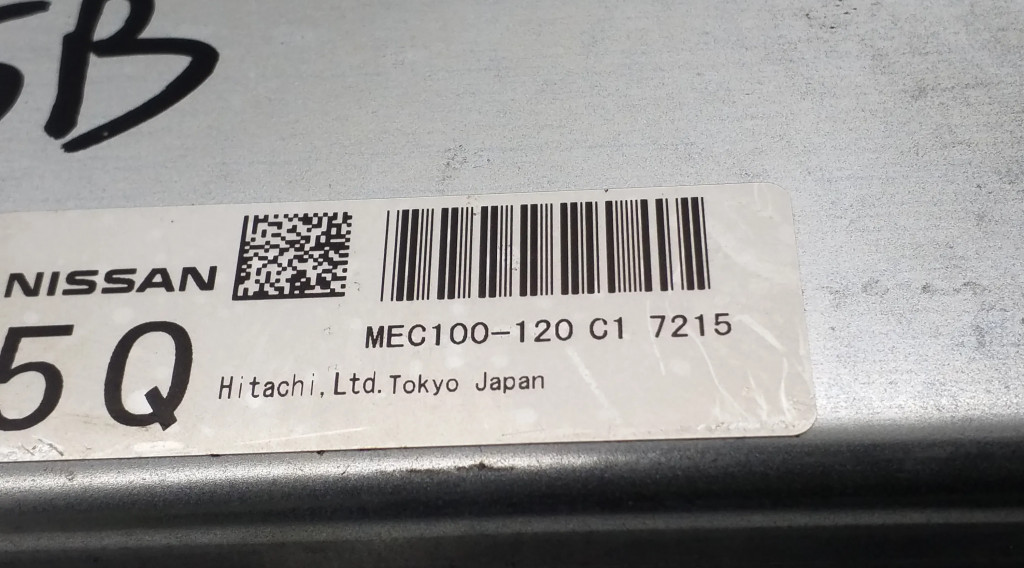 5B
NISSAN
MEC100-120 C1 7215
5Q
Hitachi, Ltd. Tokyo Japan